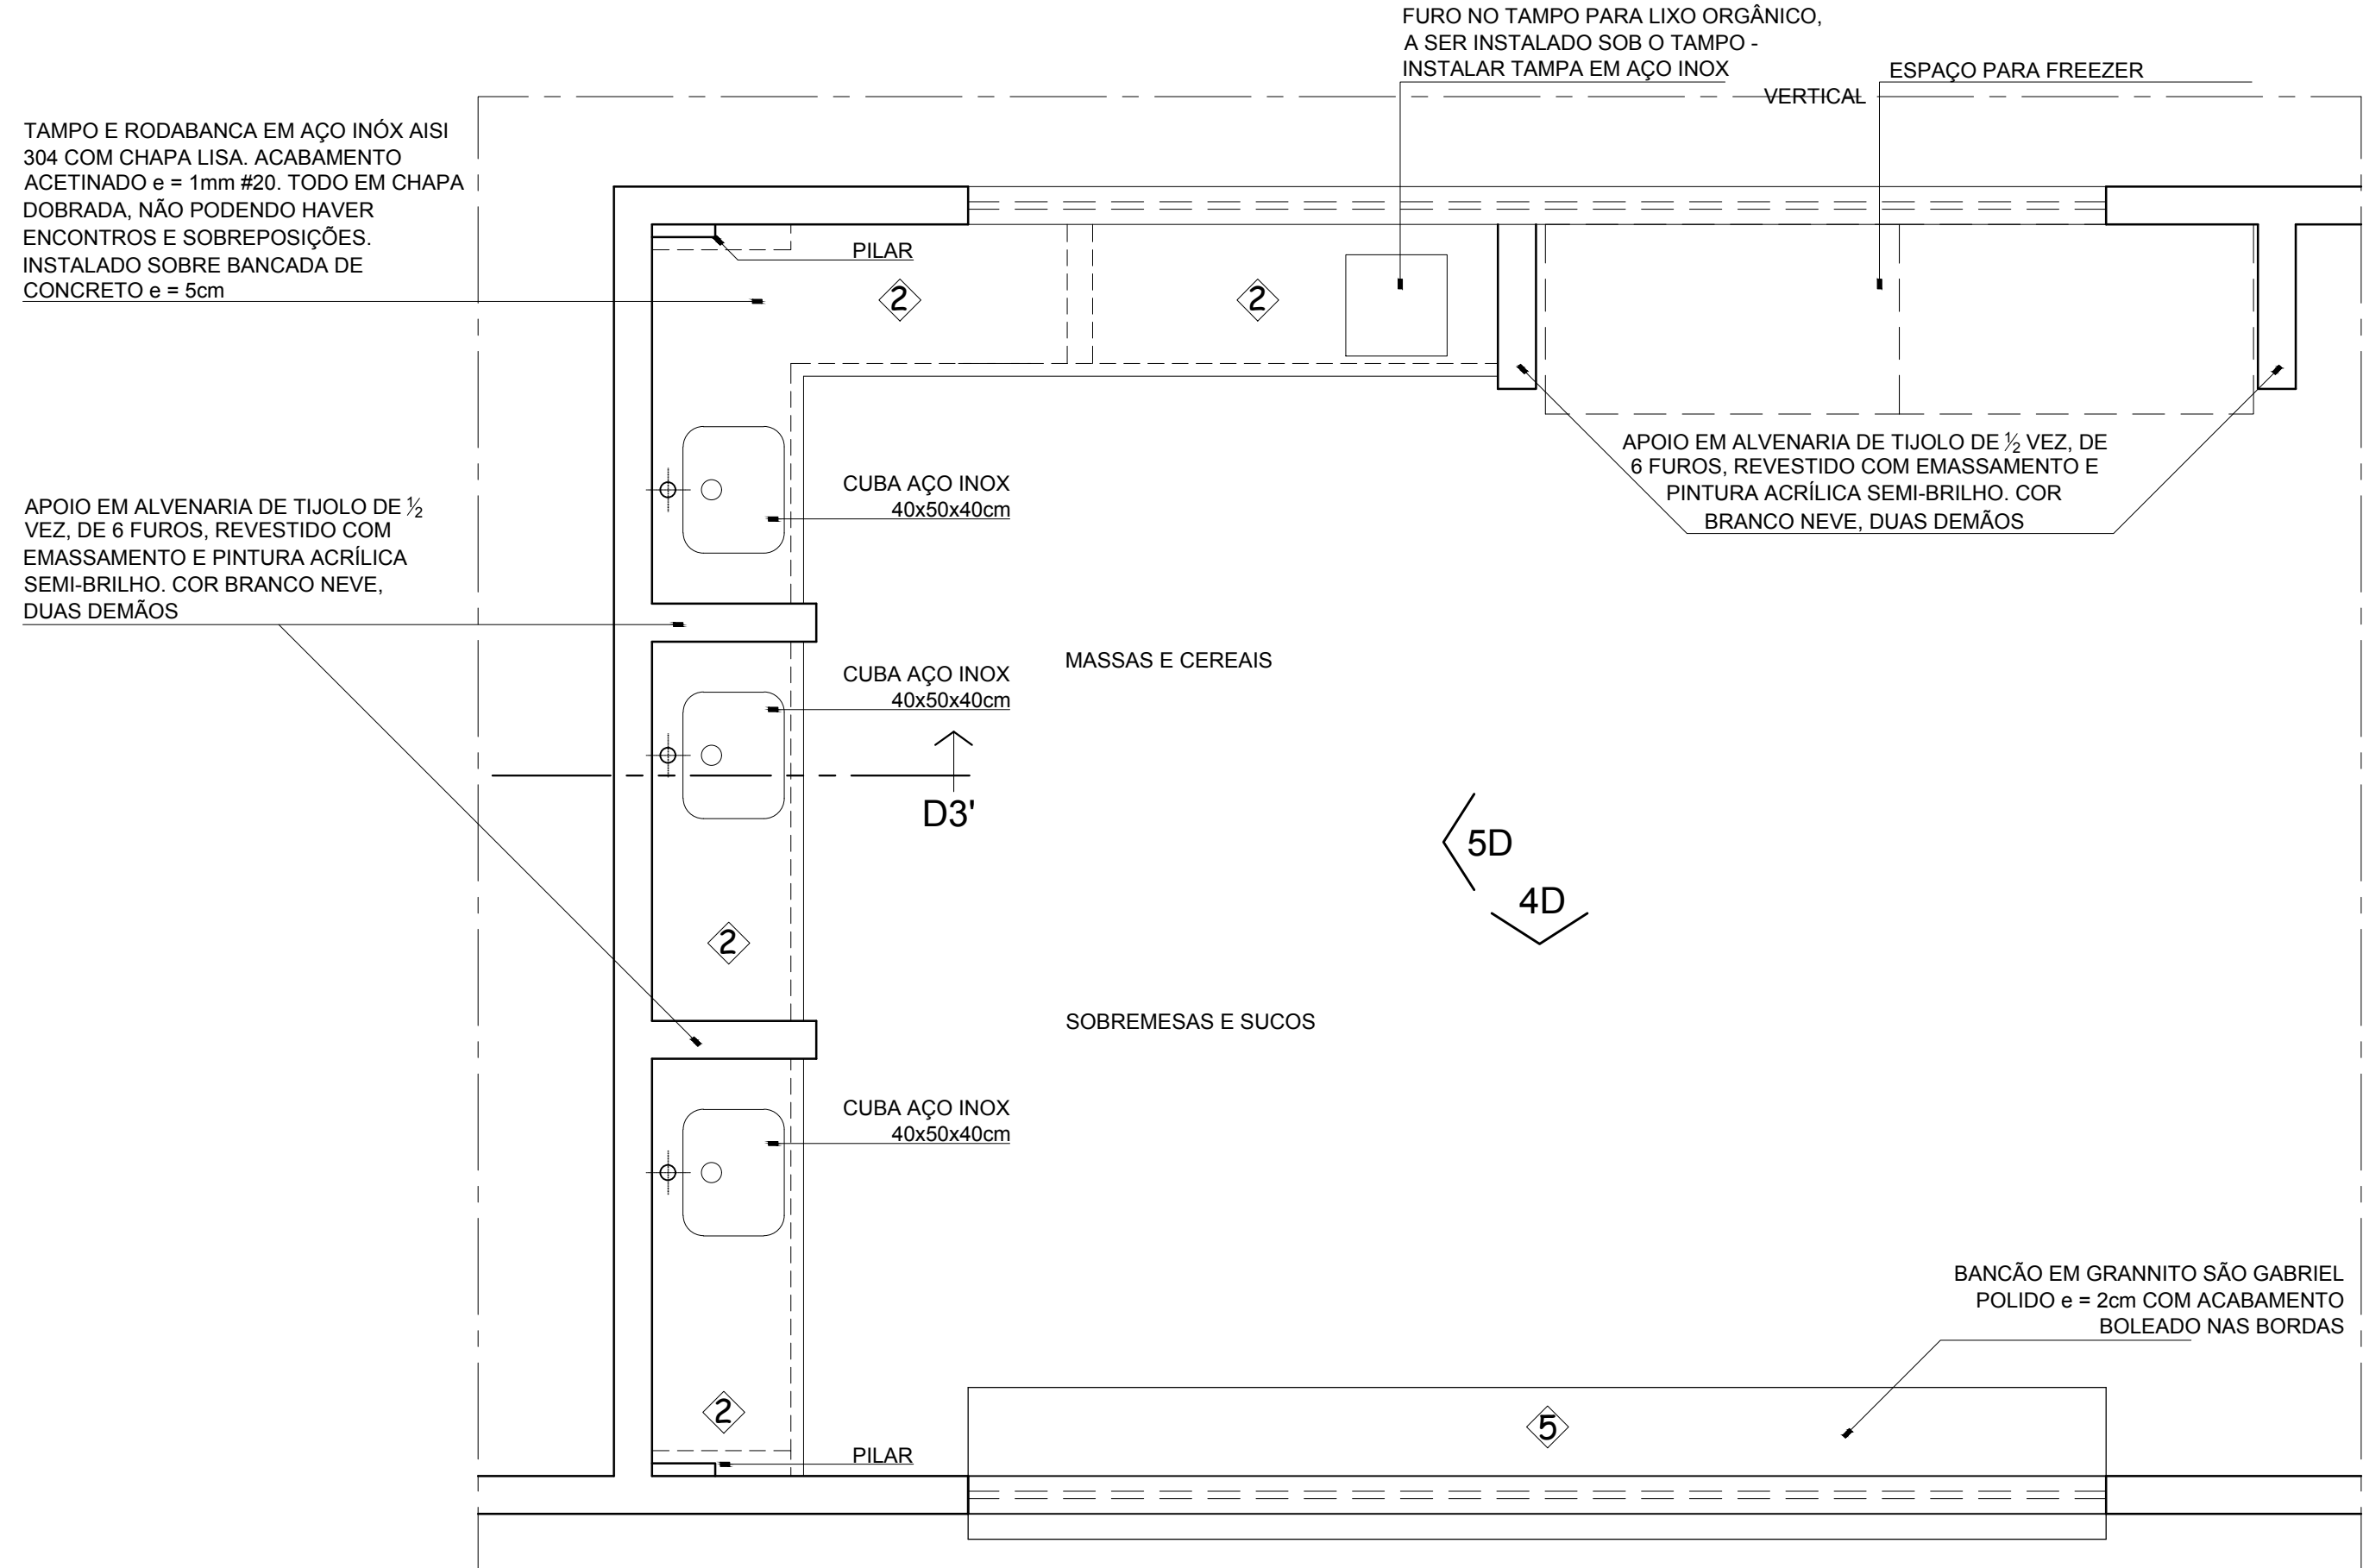 FURO NO TAMPO PARA LIXO ORGÂNICO,
A SER INSTALADO SOB O TAMPO -
INSTALAR TAMPA EM AÇO INOX
ESPAÇO PARA FREEZER
VERTICAL
TAMPO E RODABANCA EM AÇO INÓX AISI
304 COM CHAPA LISA. ACABAMENTO
ACETINADO e = 1mm #20. TODO EM CHAPA
DOBRADA, NÃO PODENDO HAVER
ENCONTROS E SOBREPOSIÇÕES.
INSTALADO SOBRE BANCADA DE
CONCRETO e = 5cm
PILAR
2
2
APOIO EM ALVENARIA DE TIJOLO DE ½ VEZ, DE
6 FUROS, REVESTIDO COM EMASSAMENTO E
PINTURA ACRÍLICA SEMI-BRILHO. COR
BRANCO NEVE, DUAS DEMÃOS
CUBA AÇO INOX
40x50x40cm
APOIO EM ALVENARIA DE TIJOLO DE ½
VEZ, DE 6 FUROS, REVESTIDO COM
EMASSAMENTO E PINTURA ACRÍLICA
SEMI-BRILHO. COR BRANCO NEVE,
DUAS DEMÃOS
MASSAS E CEREAIS
CUBA AÇO INOX
40x50x40cm
D3'
5D
4D
2
SOBREMESAS E SUCOS
CUBA AÇO INOX
40x50x40cm
BANCÃO EM GRANNITO SÃO GABRIEL
POLIDO e = 2cm COM ACABAMENTO
BOLEADO NAS BORDAS
2
5
PILAR